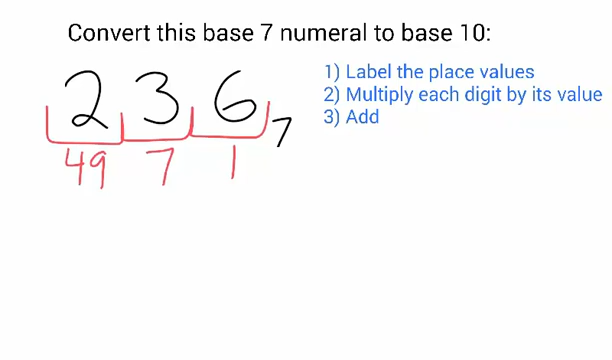 Convert this base 7 numeral to base 10:
1) Label the place values
2) Multiply each digit by its value
3) Add
2 3 6 7
49 7 1